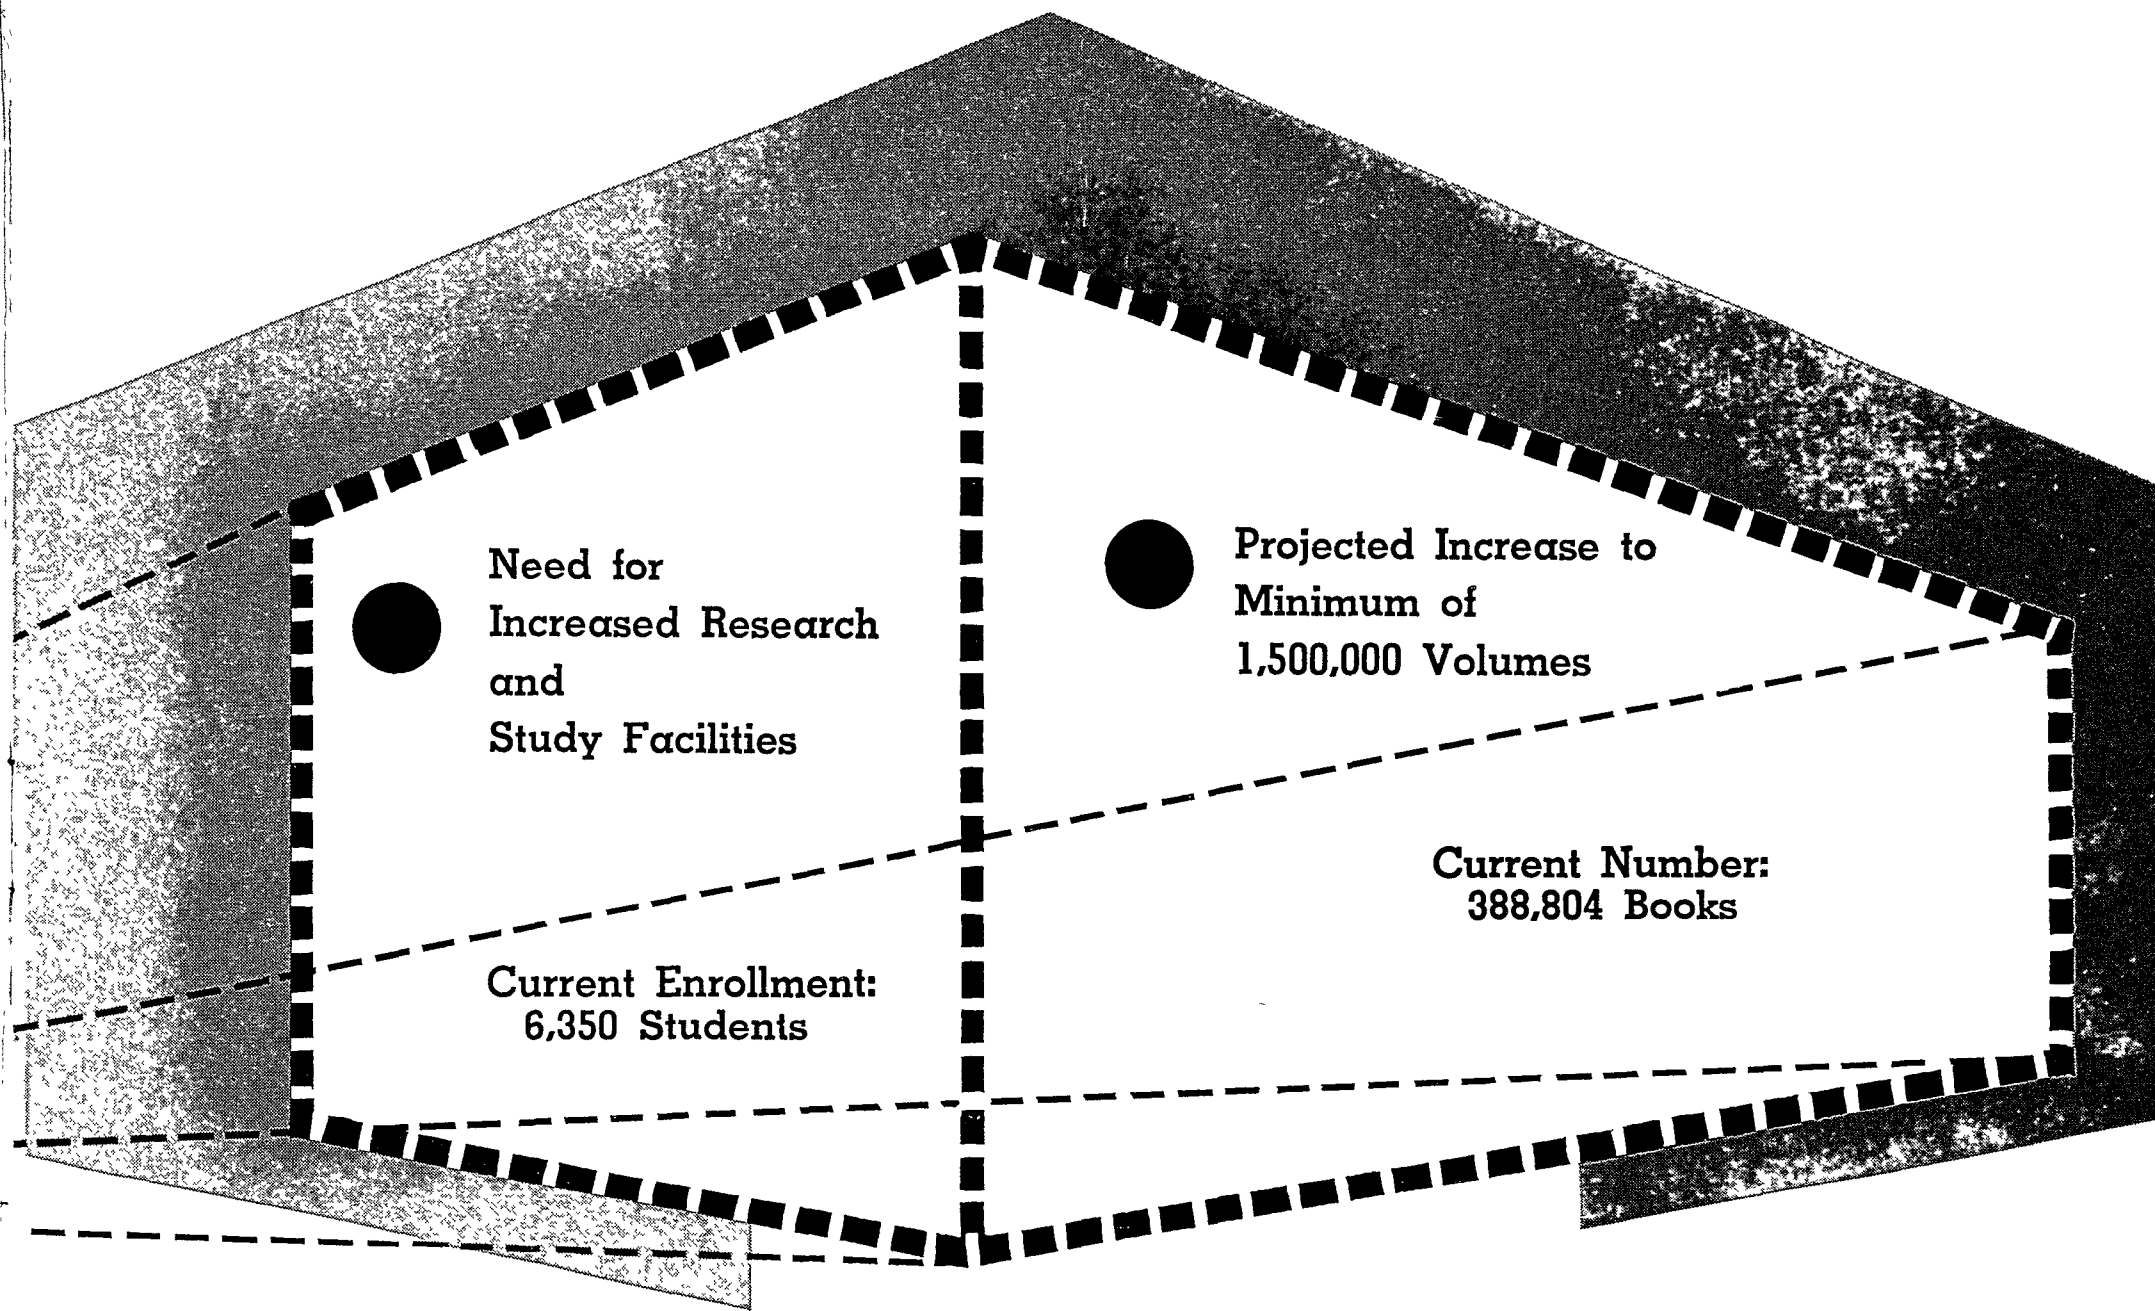 Need for
Increased Research
and
Study Facilities
Current Enrollment:
6,350 Students
Projected Increase to
Minimum of
1,500,000 Volumes
Current Number:
388,804 Books